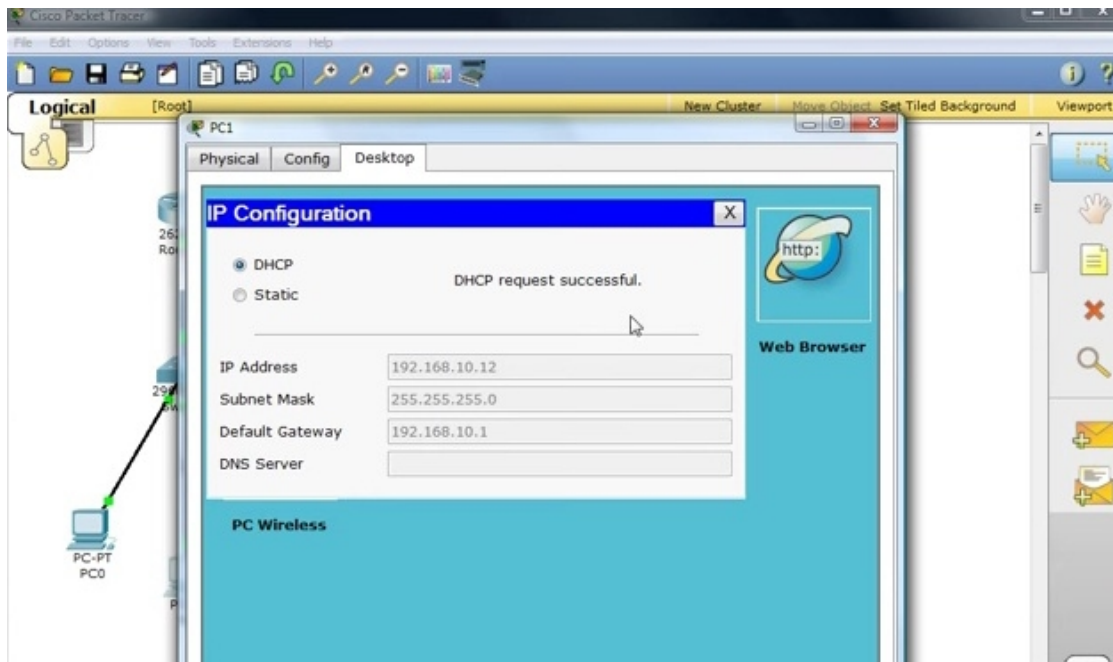 Cisco Packet Tracer
File Edit Options View Tools Extensions Help
Logical [Root] New Cluster Move Object Set Tiled Background Viewport
PC1
Physical Config Desktop
IP Configuration X
http:
DHCP
DHCP request successful.
Static
Web Browser
IP Address 192.168.10.12
Subnet Mask 255.255.255.0
Default Gateway 192.168.10.1
DNS Server
PC Wireless
PC-PT
PC0